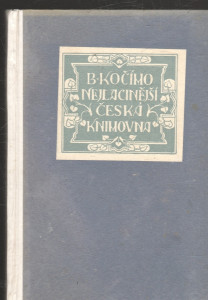 B·KOČÍHO
NEJLACINĚJŠÍ
ČESKÁ
KNIHOVNA